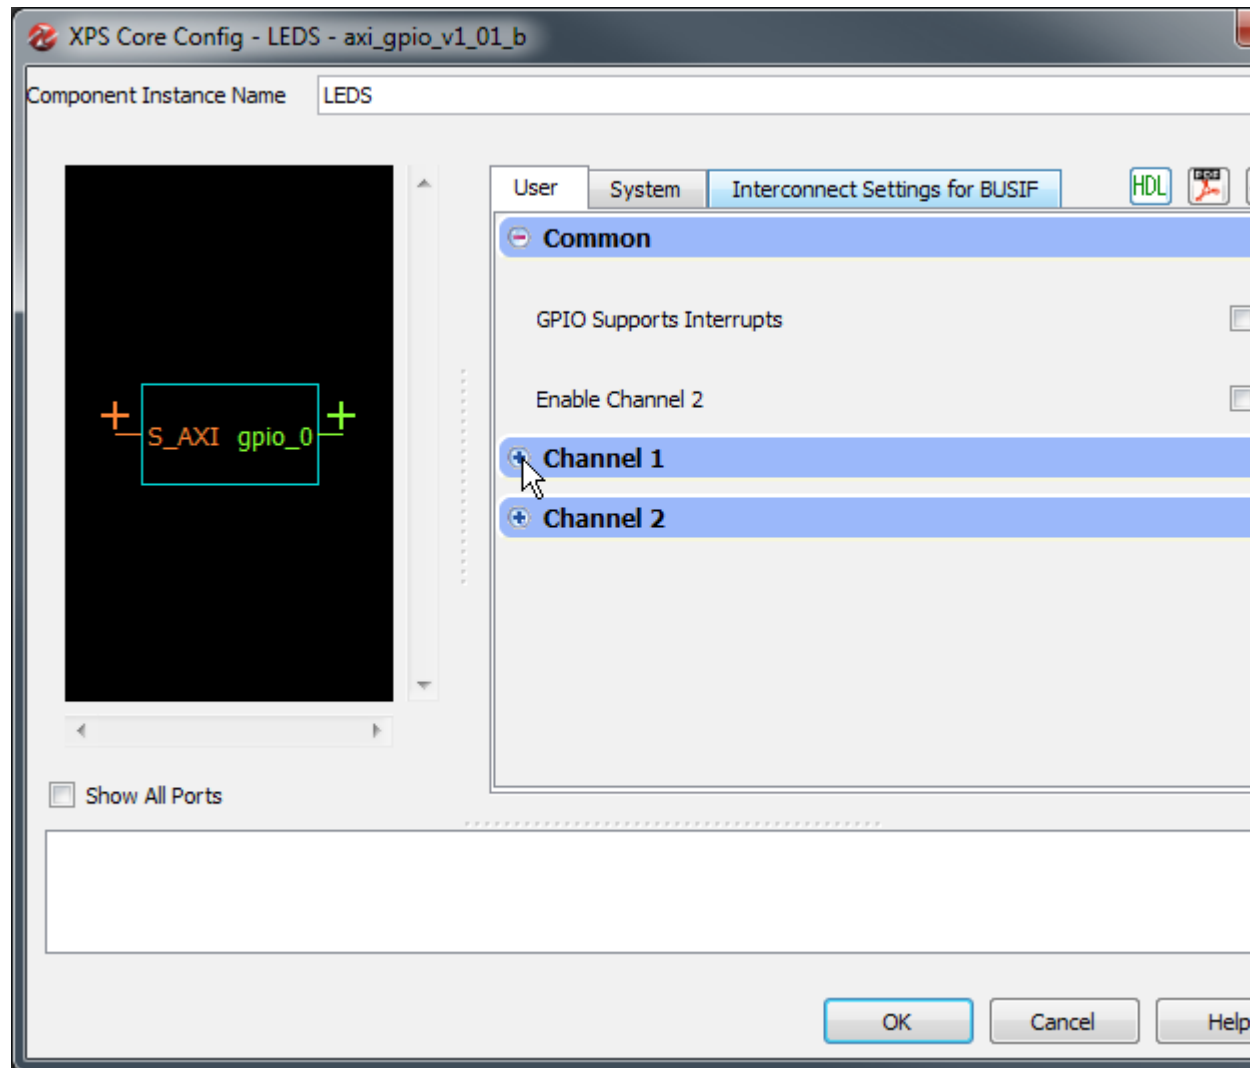 XPS Core Config - LEDS - axi_gpio_v1_01_b
Component Instance Name LEDS
User System Interconnect Settings for BUSIF HDL PDF
Common
GPIO Supports Interrupts
Enable Channel 2
S_AXI gpio_0
Channel 1
Channel 2
Show All Ports
OK Cancel Help